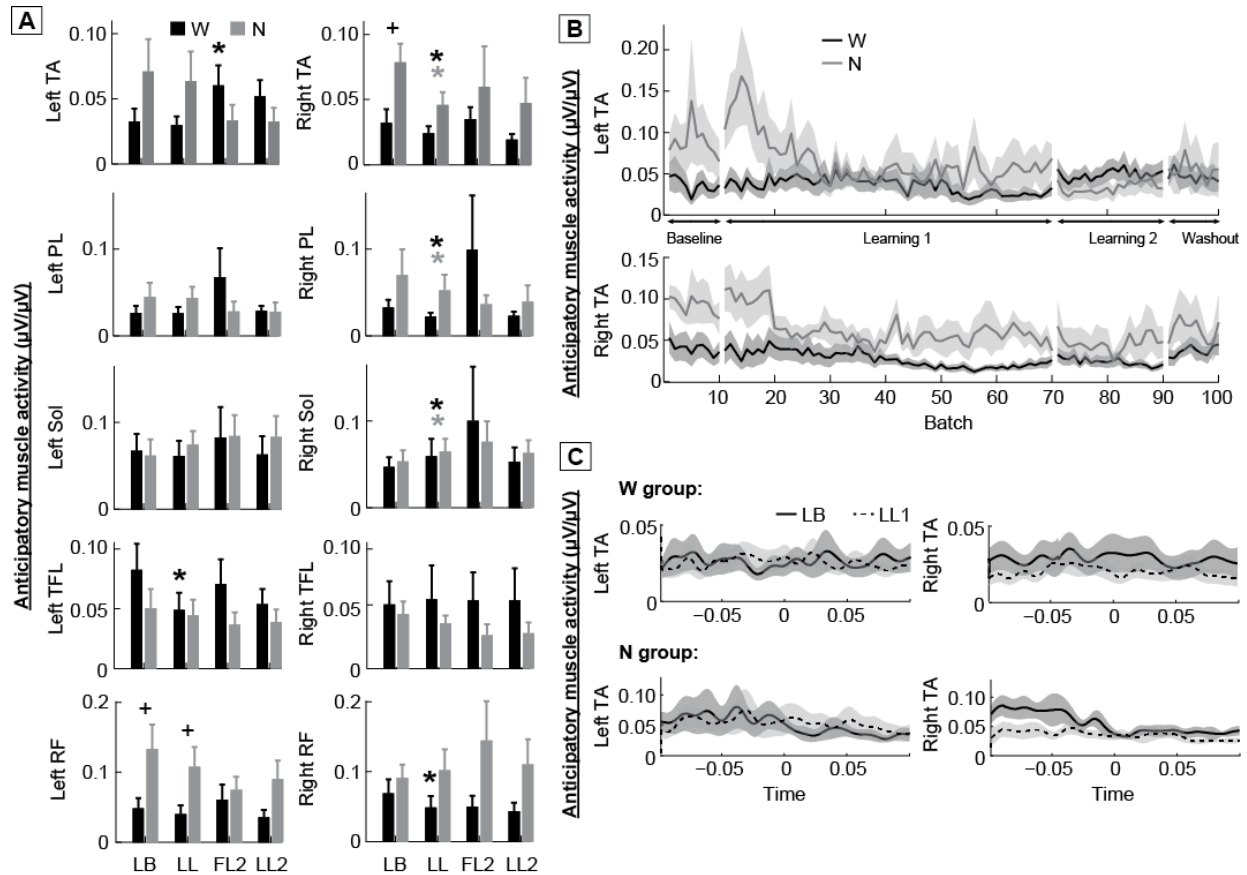 A
Anticipatory muscle activity (μV/μV)
W N
Left TA
0.10
0.05
0
*
Right TA
0.10
0.05
0
+
*
*
Left PL
0.1
0
Right PL
0.1
0
*
*
Left Sol
0.1
0
Right Sol
0.1
0
*
*
Left TFL
0.10
0.05
0
*
Right TFL
0.10
0.05
0
Left RF
0.2
0.1
0
+
+
Right RF
0.2
0.1
0
*
LB LL FL2 LL2
LB LL FL2 LL2
B
Anticipatory muscle activity (μV/μV)
W
N
Left TA
0.20
0.15
0.10
0.05
0
Baseline Learning 1 Learning 2 Washout
Right TA
0.15
0.10
0.05
0
10 20 30 40 50 60 70 80 90 100
Batch
C
Anticipatory muscle activity (μV/μV)
W group:
LB LL1
Left TA
0.05
0
−0.05 0 0.05
Right TA
0.05
0
−0.05 0 0.05
N group:
Left TA
0.10
0.05
0
−0.05 0 0.05
Time
Right TA
0.10
0.05
0
−0.05 0 0.05
Time